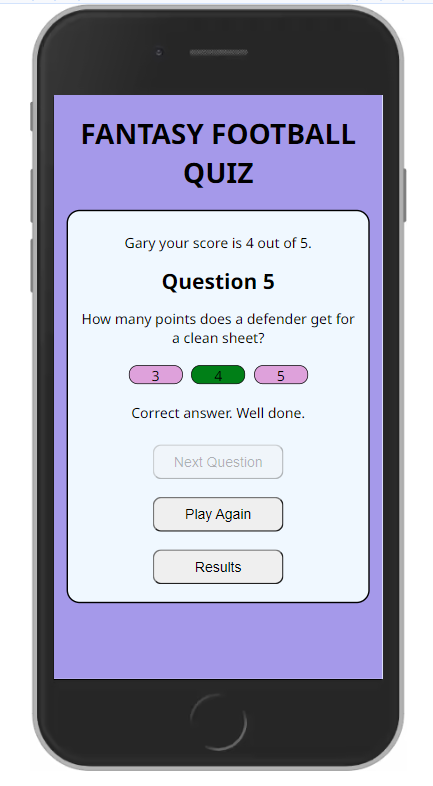 FANTASY FOOTBALL
QUIZ
Gary your score is 4 out of 5.
Question 5
How many points does a defender get for
a clean sheet?
3 4 5
Correct answer. Well done.
Next Question
Play Again
Results